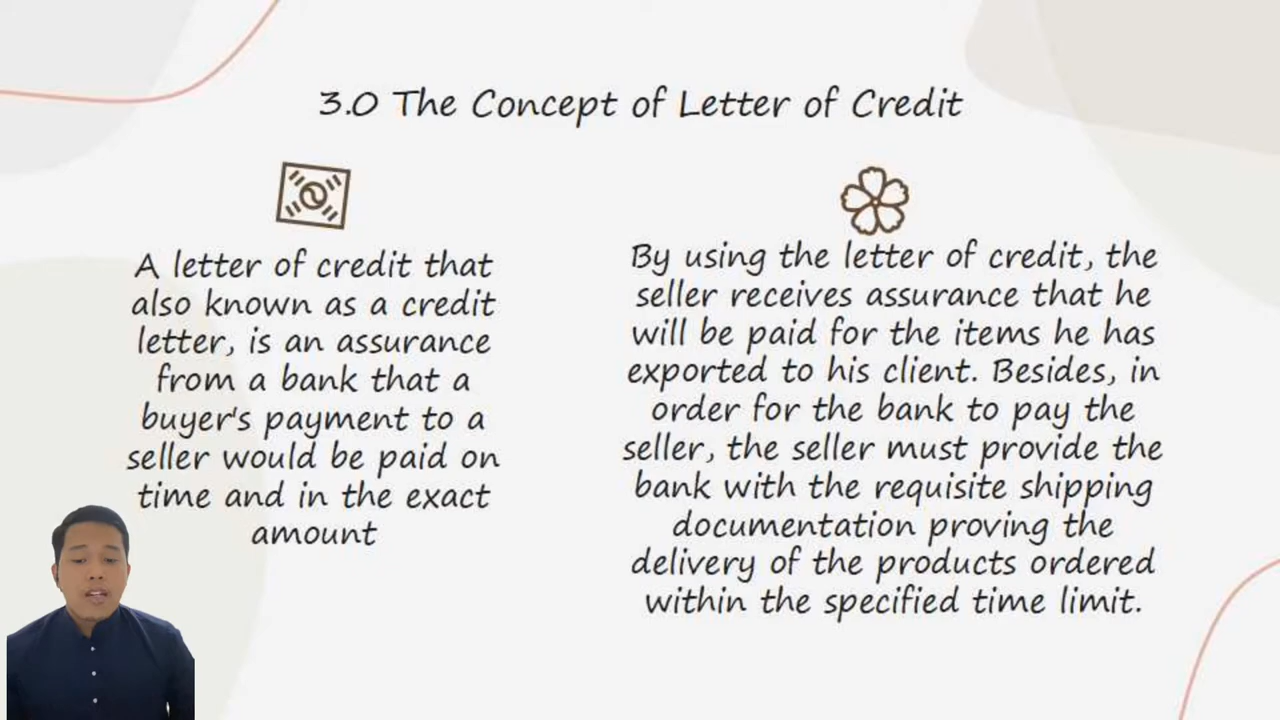 3.0 The Concept of Letter of Credit
A letter of credit that
also known as a credit
letter, is an assurance
from a bank that a
buyer's payment to a
seller would be paid on
time and in the exact
amount
By using the letter of credit, the
seller receives assurance that he
will be paid for the items he has
exported to his client. Besides, in
order for the bank to pay the
seller, the seller must provide the
bank with the requisite shipping
documentation proving the
delivery of the products ordered
within the specified time limit.